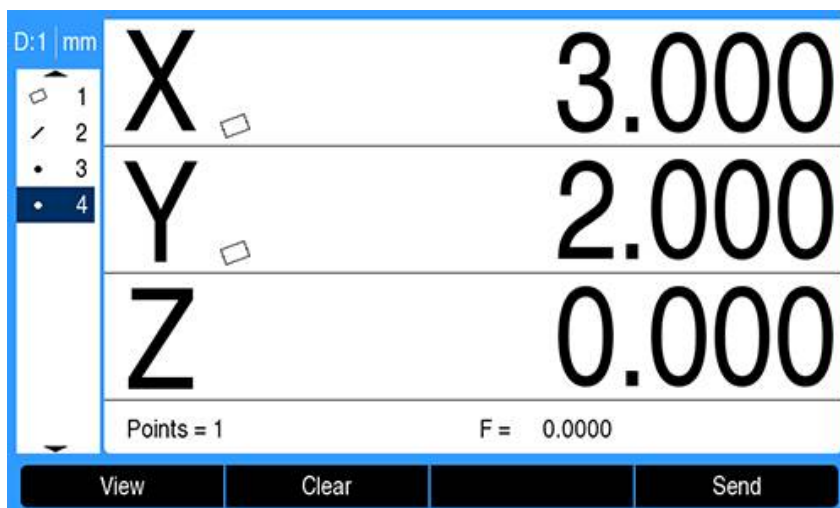 D:1 mm
1
2
3
4
X 3.000
Y 2.000
Z 0.000
Points = 1 F = 0.0000
View Clear Send